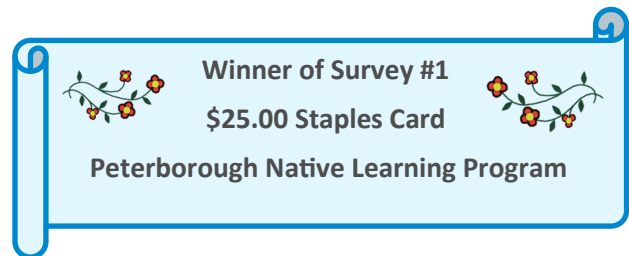 Winner of Survey #1
$25.00 Staples Card
Peterborough Native Learning Program